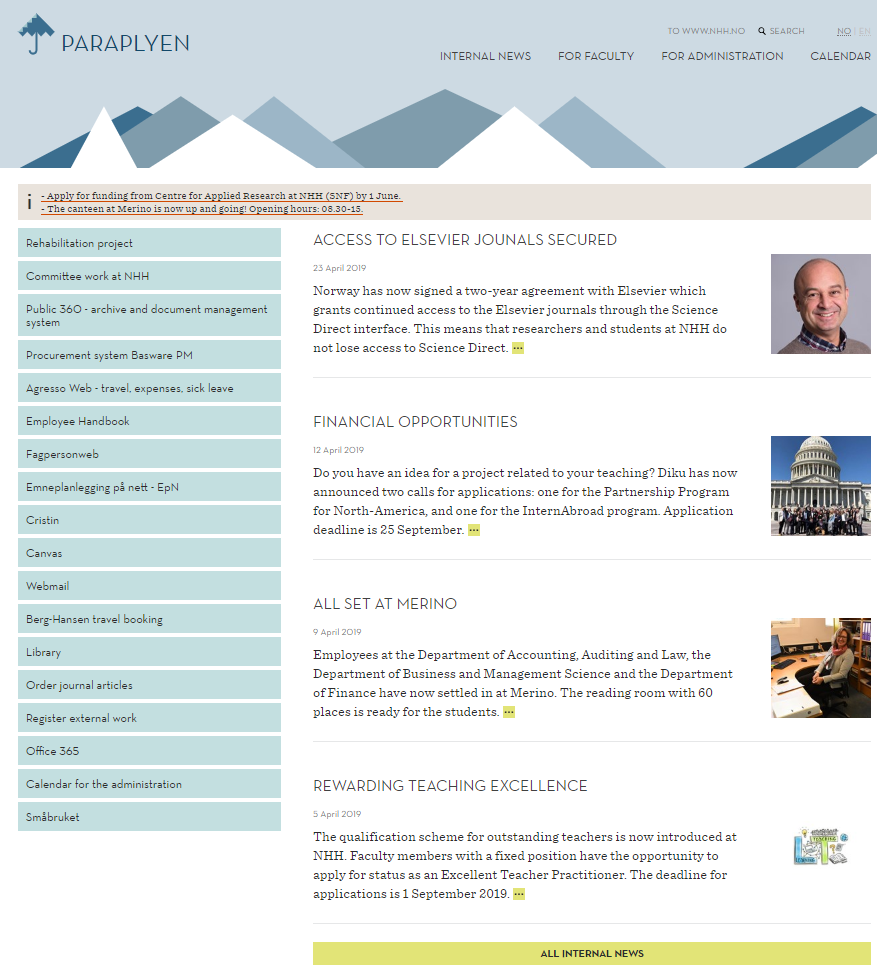 PARAPLYEN
TO WWW.NHH.NO SEARCH NO | EN
INTERNAL NEWS FOR FACULTY FOR ADMINISTRATION CALENDAR
i
- Apply for funding from Centre for Applied Research at NHH (SNF) by 1 June.
- The canteen at Merino is now up and going! Opening hours: 08.30-15.
Rehabilitation project
Committee work at NHH
Public 360 - archive and document management
system
Procurement system Basware PM
Agresso Web - travel, expenses, sick leave
Employee Handbook
Fagpersonweb
Emneplanlegging på nett - EpN
Cristin
Canvas
Webmail
Berg-Hansen travel booking
Library
Order journal articles
Register external work
Office 365
Calendar for the administration
Småbruket
ACCESS TO ELSEVIER JOUNALS SECURED
23 April 2019
Norway has now signed a two-year agreement with Elsevier which
grants continued access to the Elsevier journals through the Science
Direct interface. This means that researchers and students at NHH do
not lose access to Science Direct. ...
FINANCIAL OPPORTUNITIES
12 April 2019
Do you have an idea for a project related to your teaching? Diku has now
announced two calls for applications: one for the Partnership Program
for North-America, and one for the InternAbroad program. Application
deadline is 25 September. ...
ALL SET AT MERINO
9 April 2019
Employees at the Department of Accounting, Auditing and Law, the
Department of Business and Management Science and the Department
of Finance have now settled in at Merino. The reading room with 60
places is ready for the students. ...
REWARDING TEACHING EXCELLENCE
5 April 2019
The qualification scheme for outstanding teachers is now introduced at
NHH. Faculty members with a fixed position have the opportunity to
apply for status as an Excellent Teacher Practitioner. The deadline for
applications is 1 September 2019. ...
TEACHING
LEARNING
ALL INTERNAL NEWS